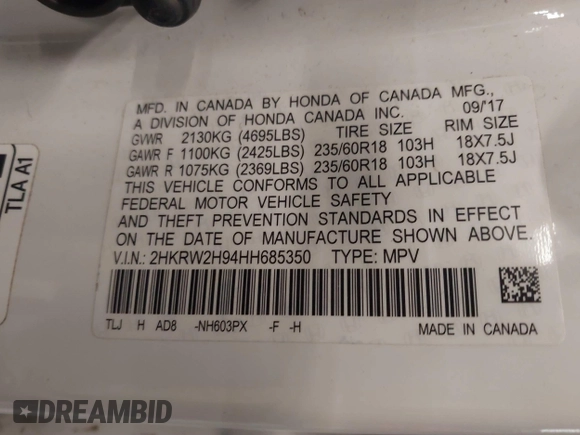 MFD. IN CANADA BY HONDA OF CANADA MFG.,
A DIVISION OF HONDA CANADA INC. 09/'17
GVWR 2130KG (4695LBS) TIRE SIZE RIM SIZE
GAWR F 1100KG (2425LBS) 235/60R18 103H 18X7.5J
GAWR R 1075KG (2369LBS) 235/60R18 103H 18X7.5J
THIS VEHICLE CONFORMS TO ALL APPLICABLE
FEDERAL MOTOR VEHICLE SAFETY
AND THEFT PREVENTION STANDARDS IN EFFECT
ON THE DATE OF MANUFACTURE SHOWN ABOVE.
V.I.N.: 2HKRW2H94HH685350 TYPE: MPV
TLJ H AD8 -NH603PX -F -H
MADE IN CANADA
TLA A1
DREAMBID